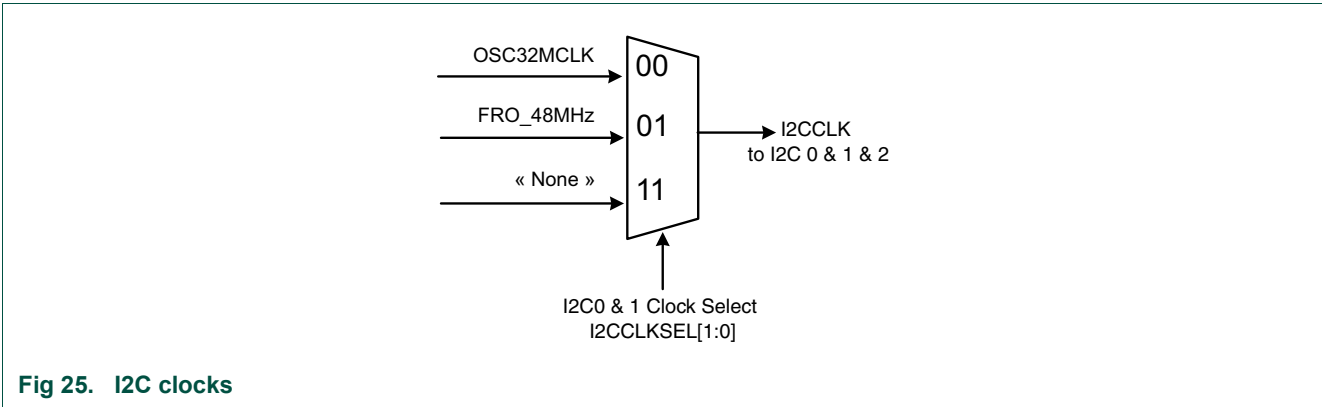 OSC32MCLK
00
FRO_48MHz
01
I2CCLK
to I2C 0 & 1 & 2
« None »
11
I2C0 & 1 Clock Select
I2CCLKSEL[1:0]
Fig 25. I2C clocks